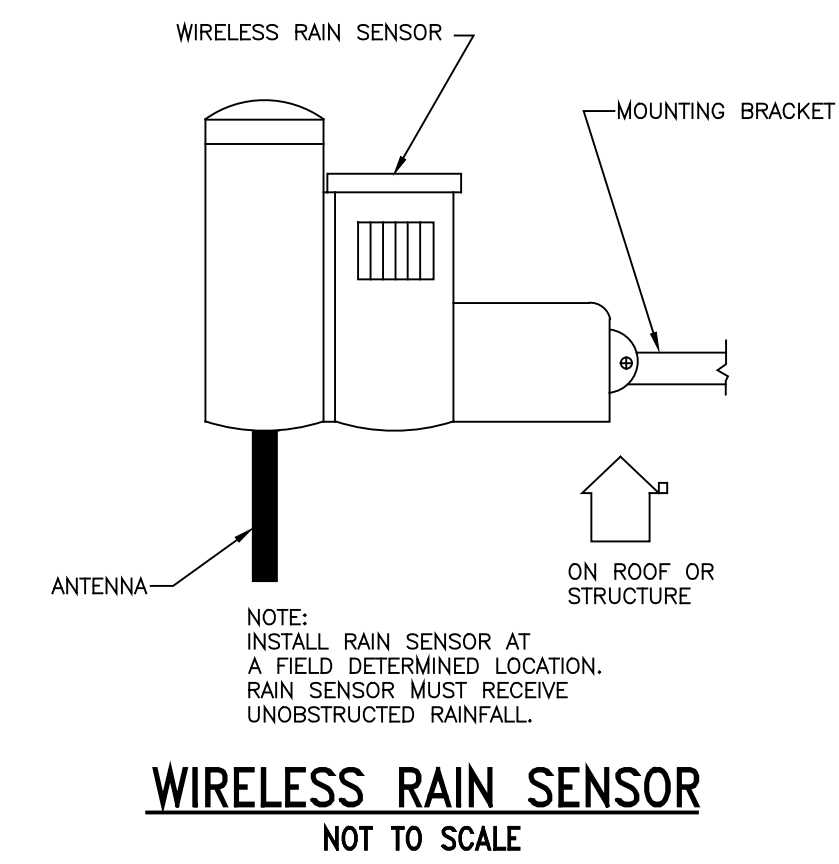 WIRELESS RAIN SENSOR
MOUNTING BRACKET
ON ROOF OR
STRUCTURE
ANTENNA
NOTE:
INSTALL RAIN SENSOR AT
A FIELD DETERMINED LOCATION.
RAIN SENSOR MUST RECEIVE
UNOBSTRUCTED RAINFALL.
WIRELESS RAIN SENSOR
NOT TO SCALE